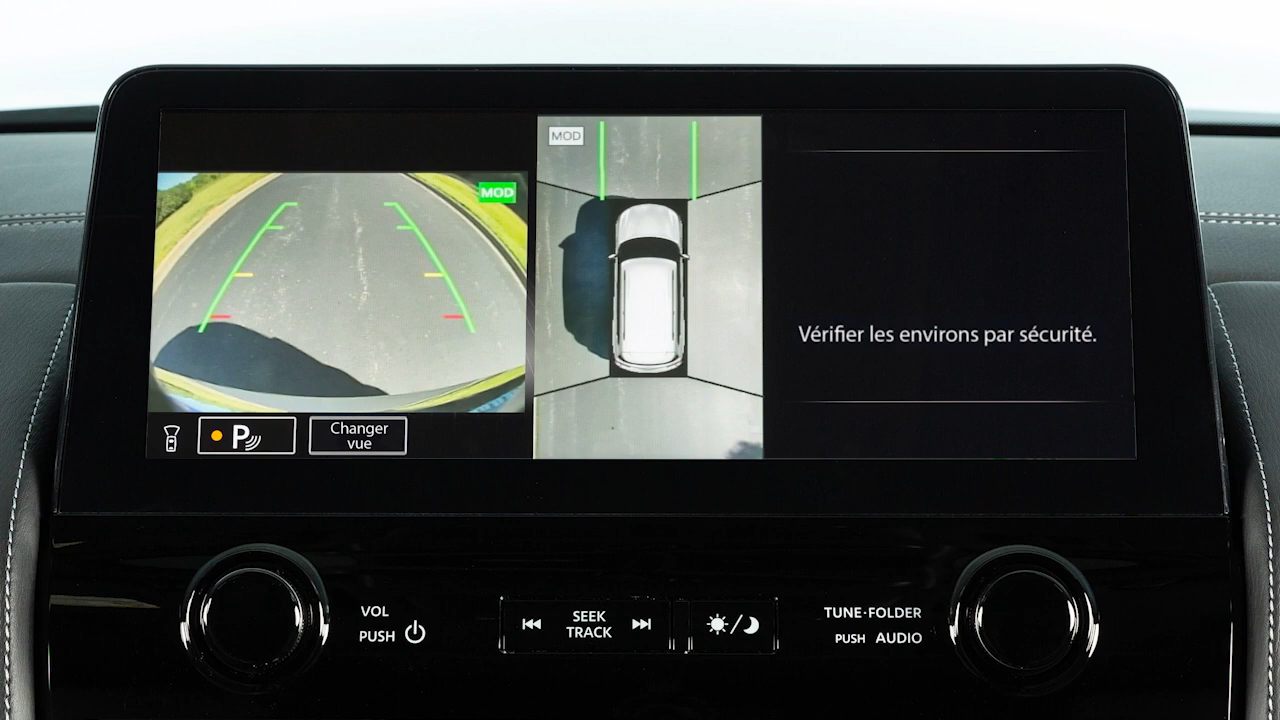 MOD
MOD
Vérifier les environs par sécurité.
P
Changer
vue
VOL
PUSH
SEEK
TRACK
TUNE·FOLDER
PUSH AUDIO